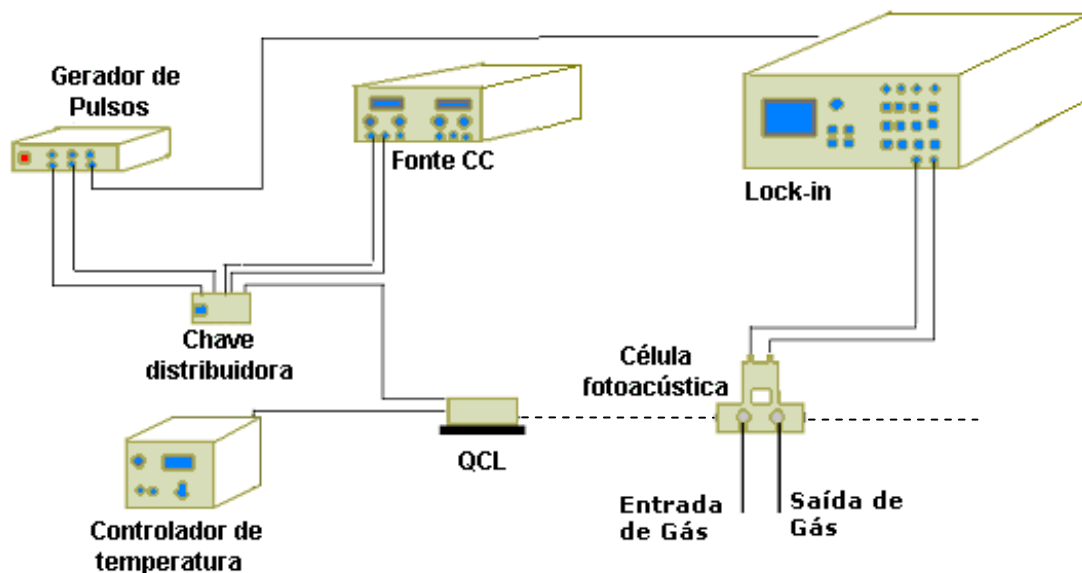 Gerador de
Pulsos
Fonte CC
Lock-in
Chave
distribuidora
Célula
fotoacústica
QCL
Entrada
de Gás
Saída de
Gás
Controlador de
temperatura